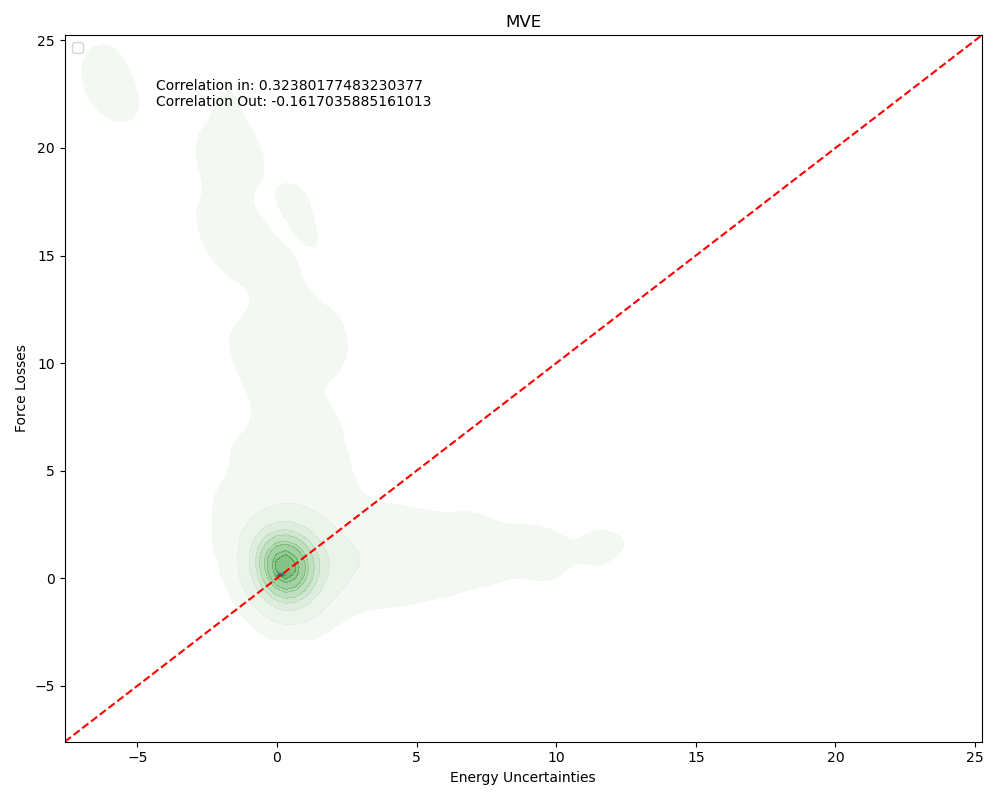 MVE
Correlation in: 0.32380177483230377
Correlation Out: -0.1617035885161013
Force Losses
25
20
15
10
5
0
−5
−5
0
5
10
15
20
25
Energy Uncertainties